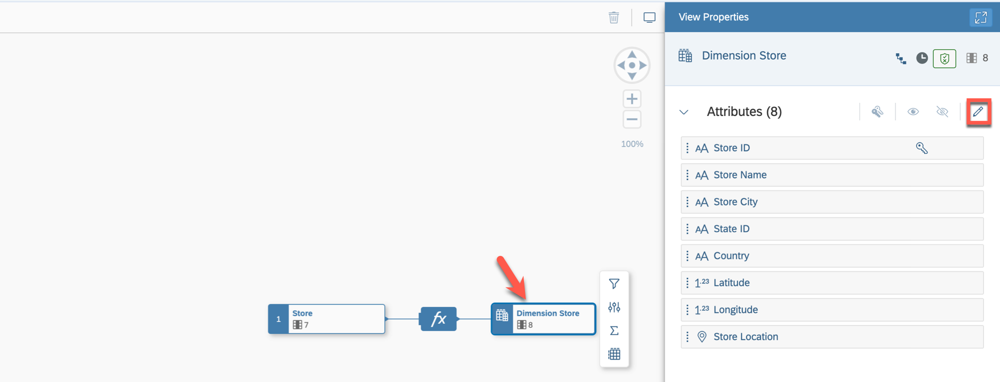 View Properties
Dimension Store
8
Attributes (8)
100%
AA Store ID
AA Store Name
AA Store City
AA State ID
AA Country
1.23 Latitude
1.23 Longitude
Store Location
1
Store
7
fx
Dimension Store
8
Σ